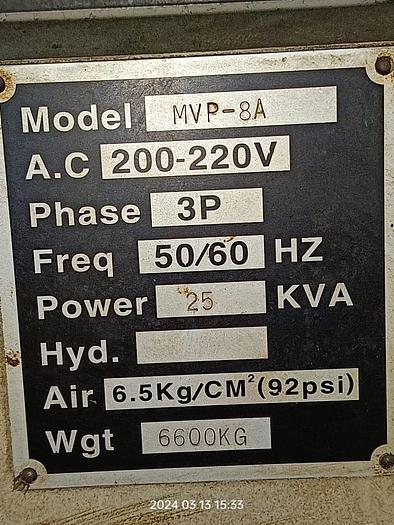 Model MVP-8A
A.C 200-220V
Phase 3P
Freq 50/60 HZ
Power 25 KVA
Hyd.
Air 6.5Kg/CM²(92psi)
Wgt 6600KG
2024 03 13 15:33